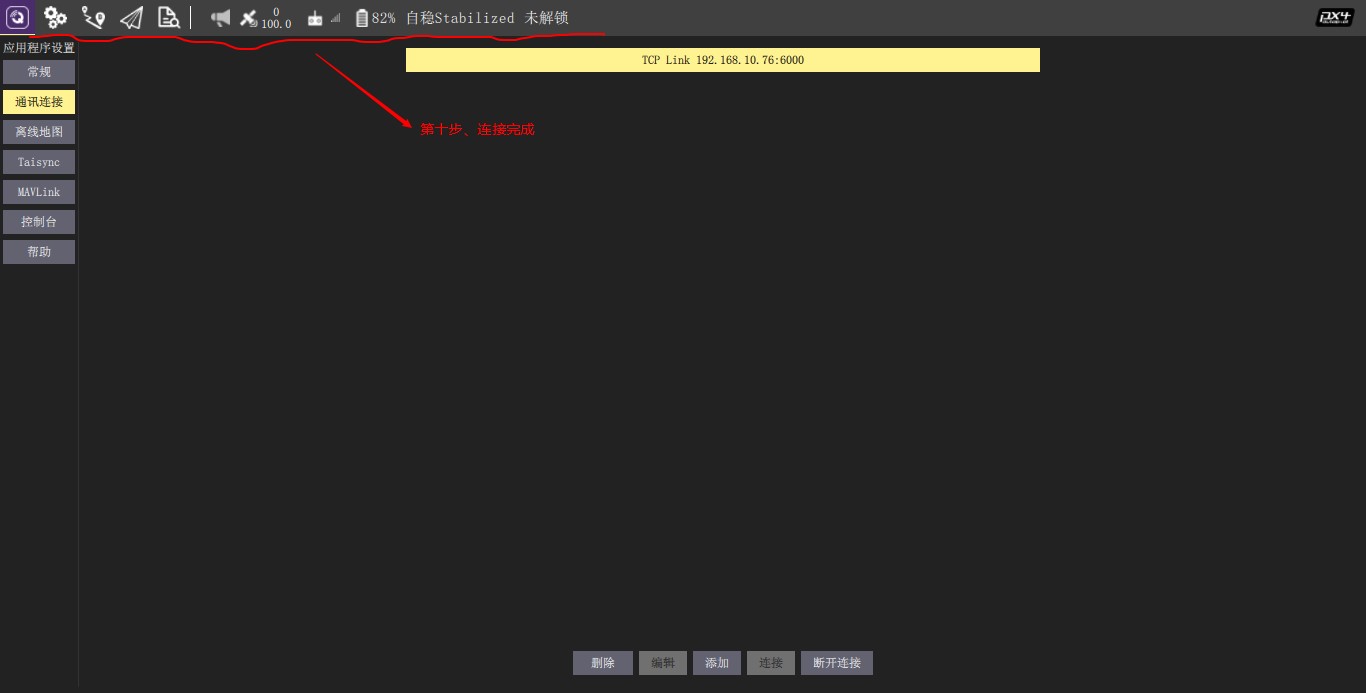 0
100.0
82%
自稳Stabilized 未解锁
PX4
应用程序设置
常规
通讯连接
离线地图
Taisync
MAVLink
控制台
帮助
TCP Link 192.168.10.76:6000
第十步、连接完成
删除
编辑
添加
连接
断开连接